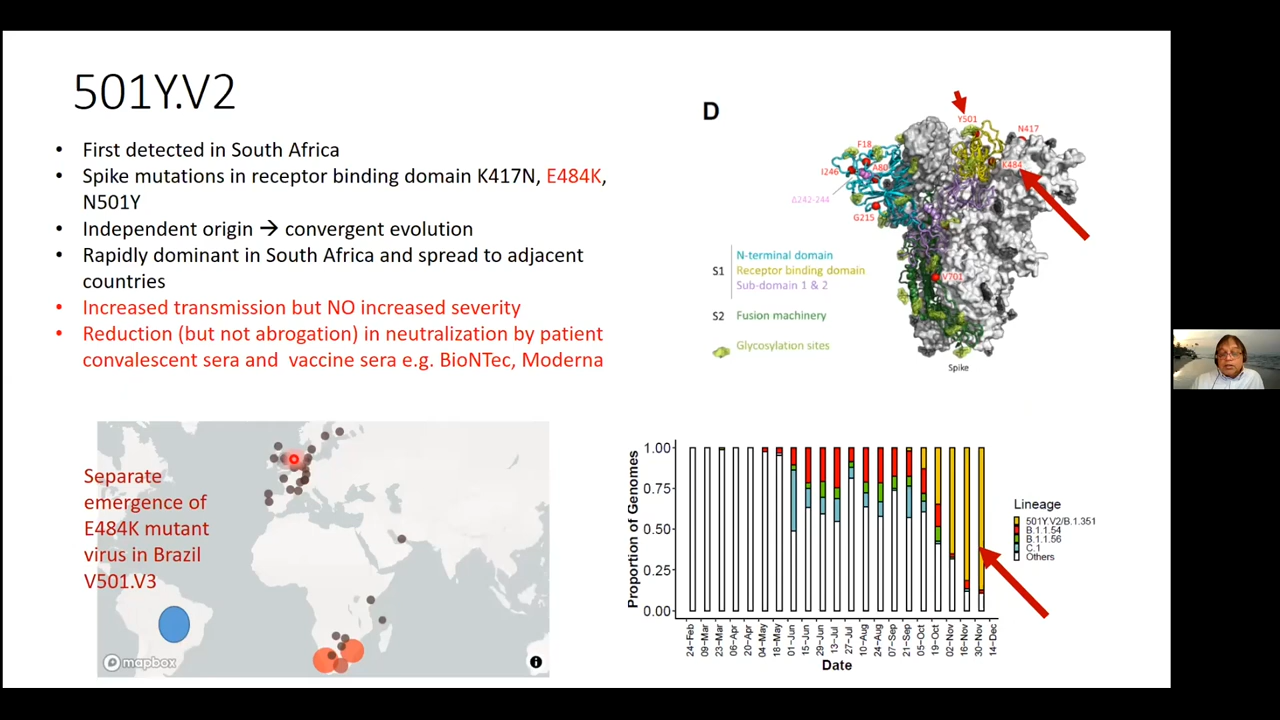 501Y.V2
• First detected in South Africa
• Spike mutations in receptor binding domain K417N, E484K,
N501Y
• Independent origin → convergent evolution
• Rapidly dominant in South Africa and spread to adjacent
countries
• Increased transmission but NO increased severity
• Reduction (but not abrogation) in neutralization by patient
convalescent sera and vaccine sera e.g. BioNTec, Moderna
D
Y501
N417
F18
A80
K484
I246
Δ242-244
G215
V701
N-terminal domain
S1
Receptor binding domain
Sub-domain 1 & 2
S2
Fusion machinery
Glycosylation sites
Spike
Separate
emergence of
E484K mutant
virus in Brazil
V501.V3
mapbox
i
Proportion of Genomes
1.00
0.75
0.50
0.25
0.00
24-Feb
09-Mar
23-Mar
06-Apr
20-Apr
04-May
18-May
01-Jun
15-Jun
29-Jun
13-Jul
27-Jul
10-Aug
24-Aug
07-Sep
21-Sep
05-Oct
19-Oct
02-Nov
16-Nov
30-Nov
14-Dec
Date
Lineage
501Y.V2/B.1.351
B.1.1.54
B.1.1.56
C.1
Others